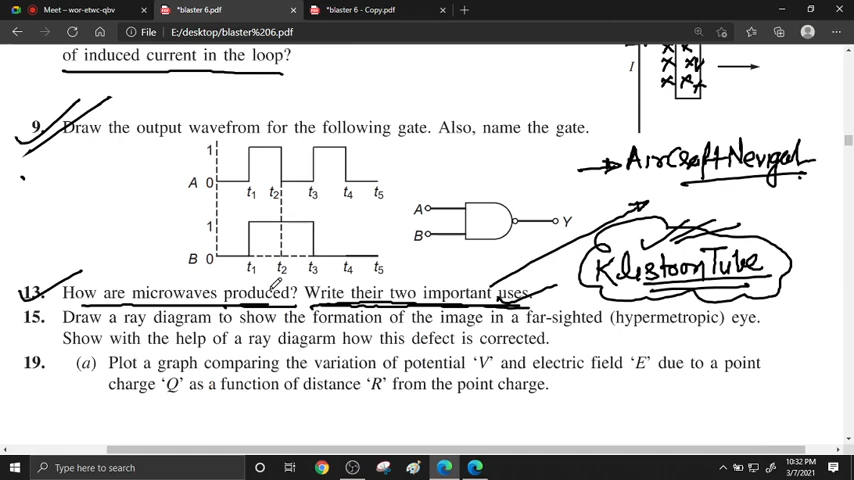 Meet – wor-etwc-qbv
*blaster 6.pdf
*blaster 6 - Copy.pdf
File
E:/desktop/blaster%206.pdf
of induced current in the loop?
I
9. Draw the output wavefrom for the following gate. Also, name the gate.
1
A 0
t1 t2 t3 t4 t5
1
B 0
t1 t2 t3 t4 t5
A
B
Y
AirCraft Nevigat
Klistoon Tube
13. How are microwaves produced? Write their two important uses.
15. Draw a ray diagram to show the formation of the image in a far-sighted (hypermetropic) eye.
Show with the help of a ray diagarm how this defect is corrected.
19. (a) Plot a graph comparing the variation of potential ‘V’ and electric field ‘E’ due to a point
charge ‘Q’ as a function of distance ‘R’ from the point charge.
Type here to search
10:32 PM
3/7/2021